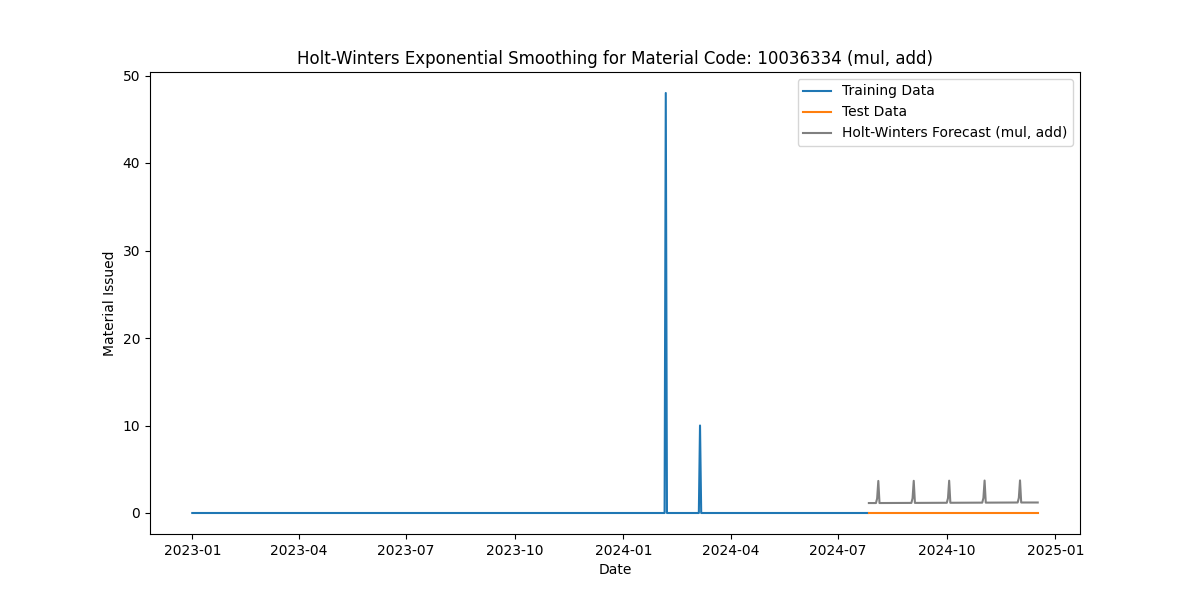 Holt-Winters Exponential Smoothing for Material Code: 10036334 (mul, add)
Training Data
Test Data
Holt-Winters Forecast (mul, add)
Material Issued
50
40
30
20
10
0
2023-01 2023-04 2023-07 2023-10 2024-01 2024-04 2024-07 2024-10 2025-01
Date